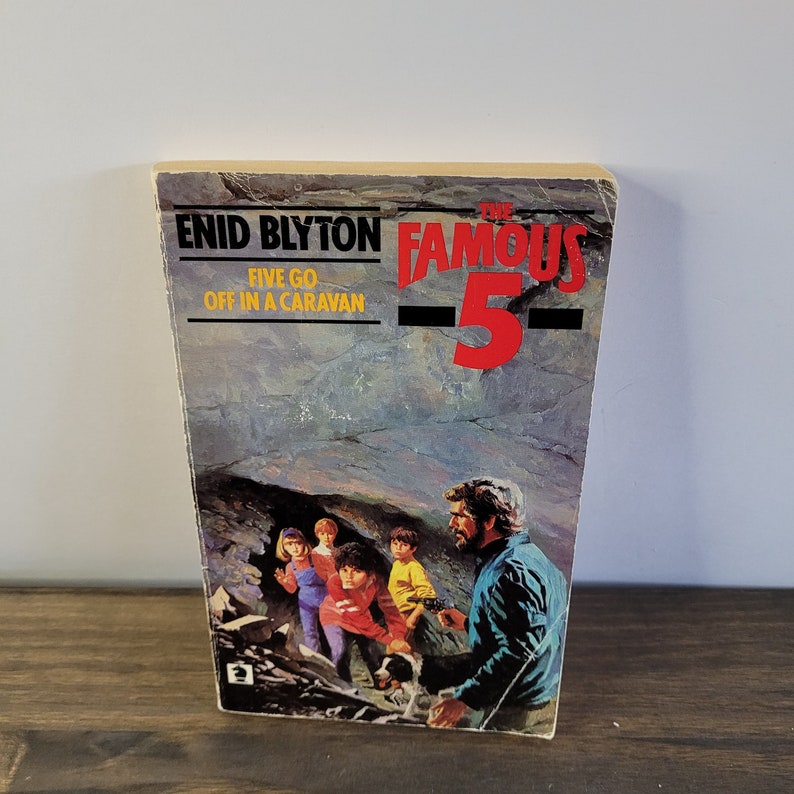 ENID BLYTON
FIVE GO
OFF IN A CARAVAN
THE
FAMOUS
5